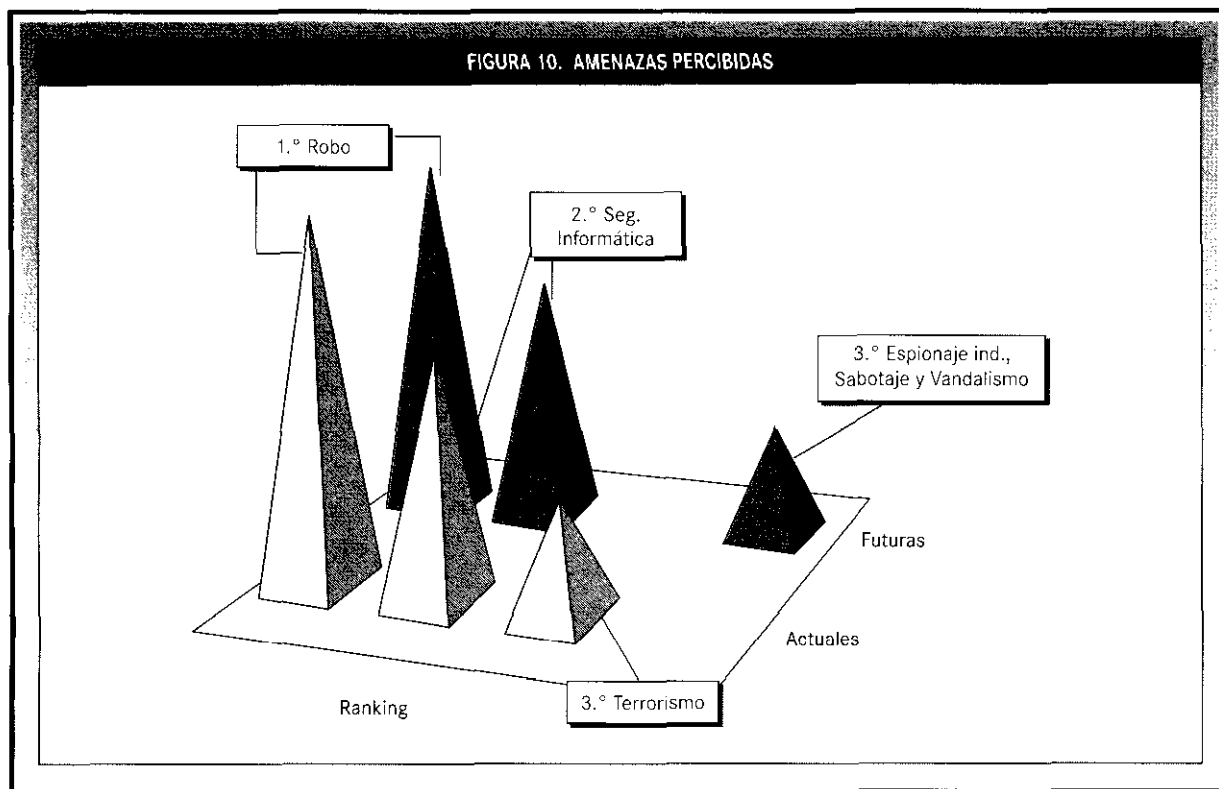 FIGURA 10. AMENAZAS PERCIBIDAS
1.° Robo
2.° Seg.
Informática
3.° Espionaje ind.,
Sabotaje y Vandalismo
Futuras
Actuales
3.° Terrorismo
Ranking